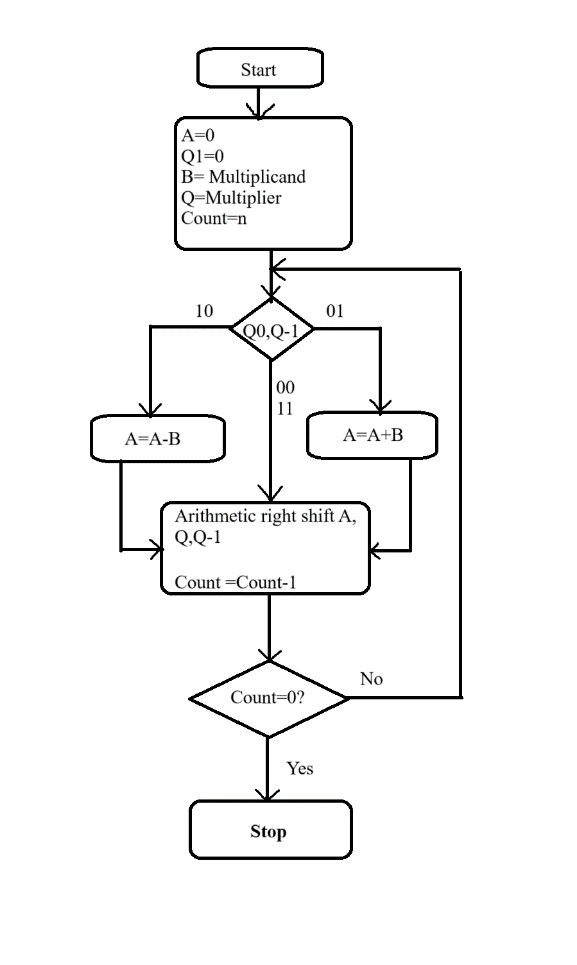 Start
A=0
Q1=0
B= Multiplicand
Q=Multiplier
Count=n
10
01
Q0,Q-1
00
11
A=A-B
A=A+B
Arithmetic right shift A,
Q,Q-1
Count =Count-1
Count=0?
No
Yes
Stop